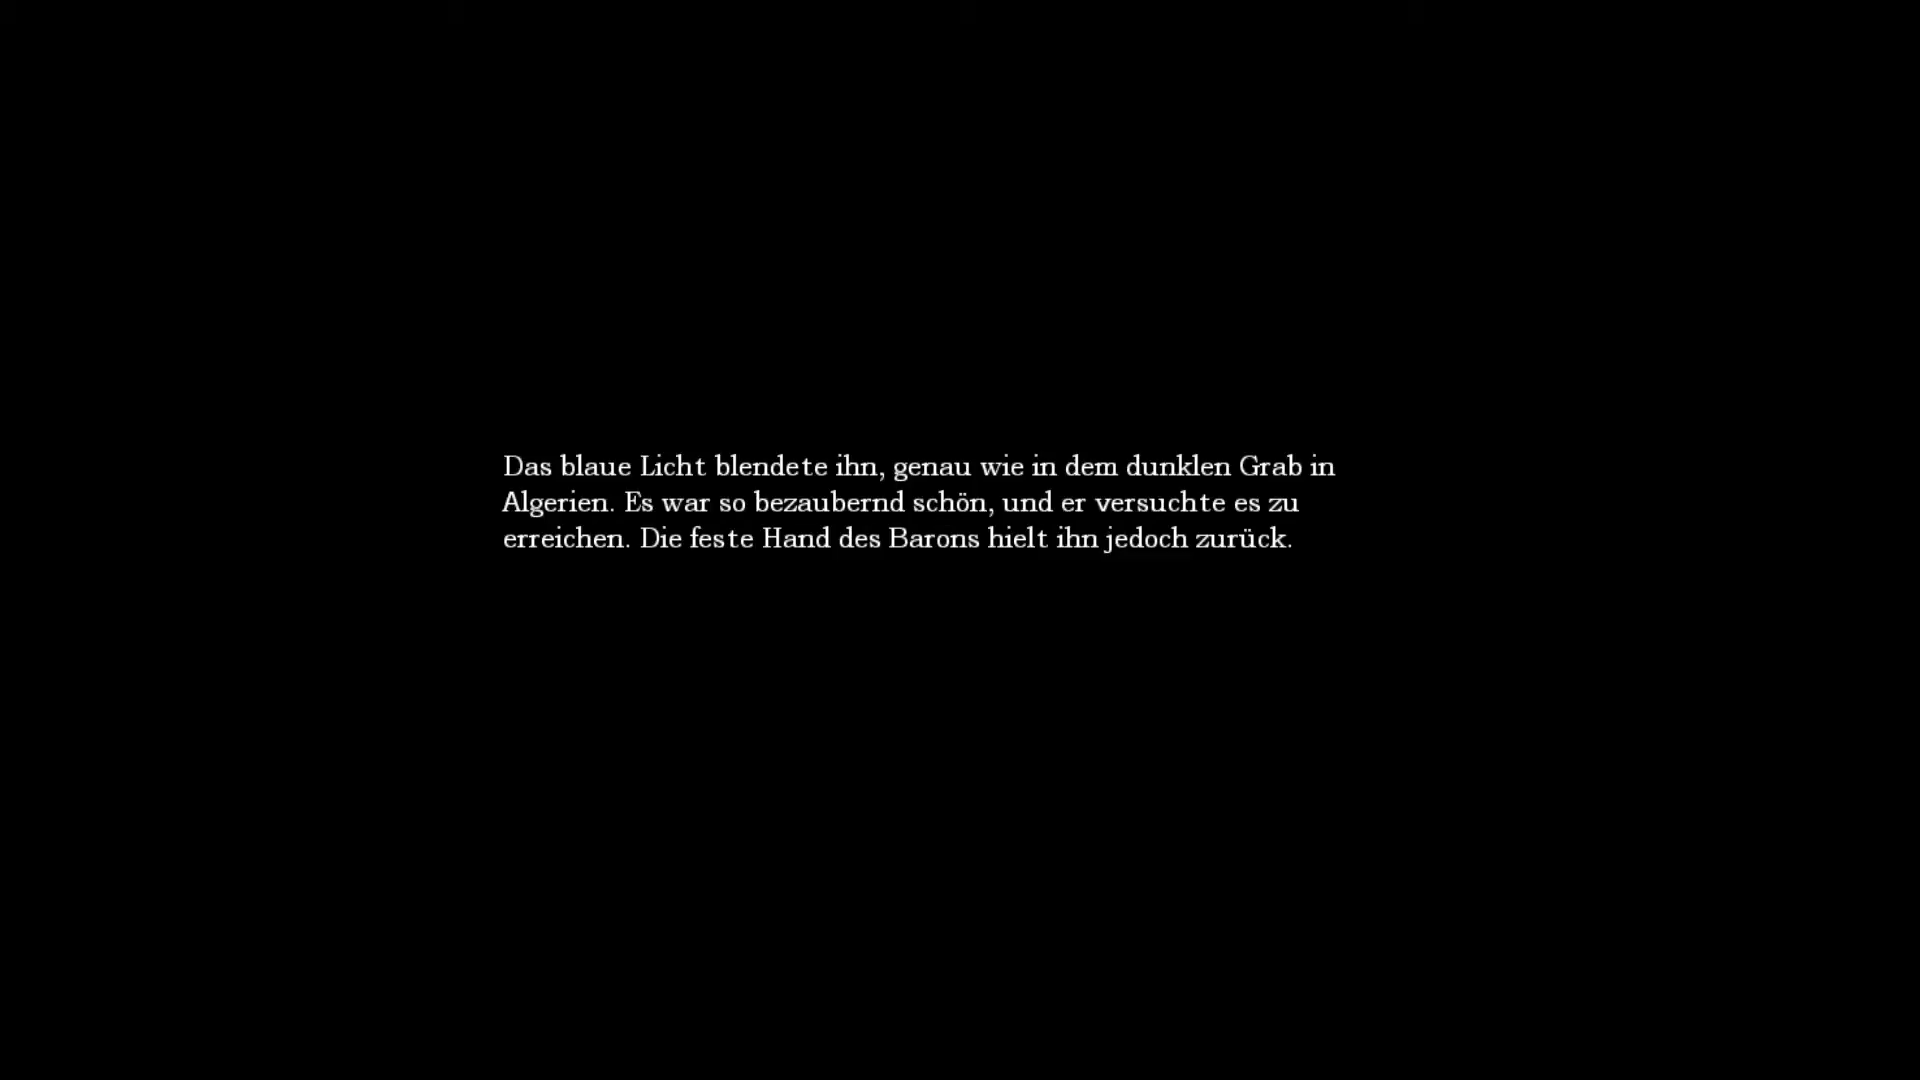 Das blaue Licht blendete ihn, genau wie in dem dunklen Grab in
Algerien. Es war so bezaubernd schön, und er versuchte es zu
erreichen. Die feste Hand des Barons hielt ihn jedoch zurück.